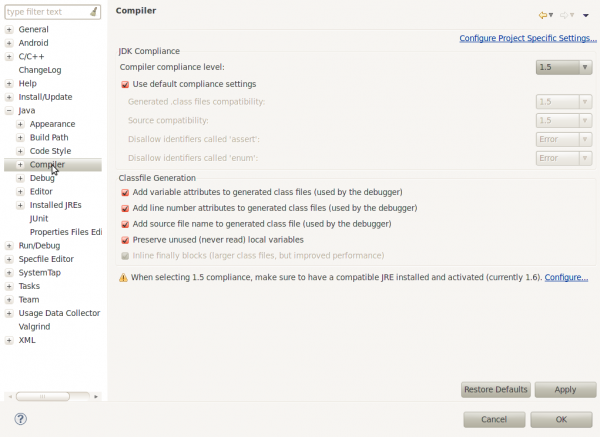 type filter text
General
Android
C/C++
ChangeLog
Help
Install/Update
Java
Appearance
Build Path
Code Style
Compiler
Debug
Editor
Installed JREs
JUnit
Properties Files Edi
Run/Debug
Specfile Editor
SystemTap
Tasks
Team
Usage Data Collector
Valgrind
XML
Compiler
Configure Project Specific Settings...
JDK Compliance
Compiler compliance level: 1.5
Use default compliance settings
Generated .class files compatibility: 1.5
Source compatibility: 1.5
Disallow identifiers called 'assert': Error
Disallow identifiers called 'enum': Error
Classfile Generation
Add variable attributes to generated class files (used by the debugger)
Add line number attributes to generated class files (used by the debugger)
Add source file name to generated class file (used by the debugger)
Preserve unused (never read) local variables
Inline finally blocks (larger class files, but improved performance)
When selecting 1.5 compliance, make sure to have a compatible JRE installed and activated (currently 1.6). Configure...
Restore Defaults Apply
Cancel OK